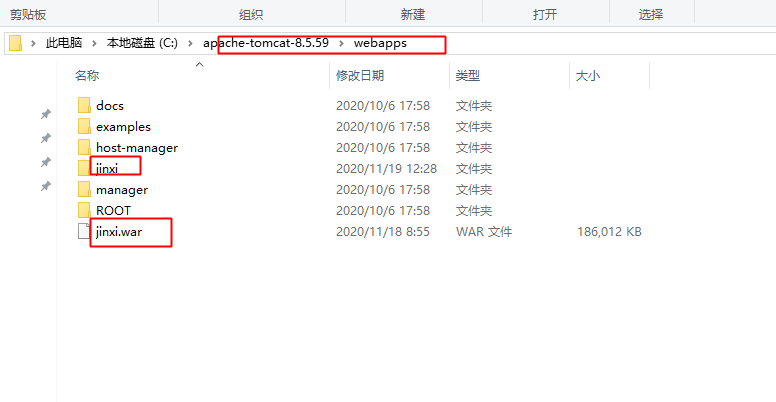 剪贴板 组织 新建 打开 选择
此电脑 本地磁盘 (C:) apache-tomcat-8.5.59 webapps
名称 修改日期 类型 大小
docs 2020/10/6 17:58 文件夹
examples 2020/10/6 17:58 文件夹
host-manager 2020/10/6 17:58 文件夹
jinxi 2020/11/19 12:28 文件夹
manager 2020/10/6 17:58 文件夹
ROOT 2020/10/6 17:58 文件夹
jinxi.war 2020/11/18 8:55 WAR 文件 186,012 KB